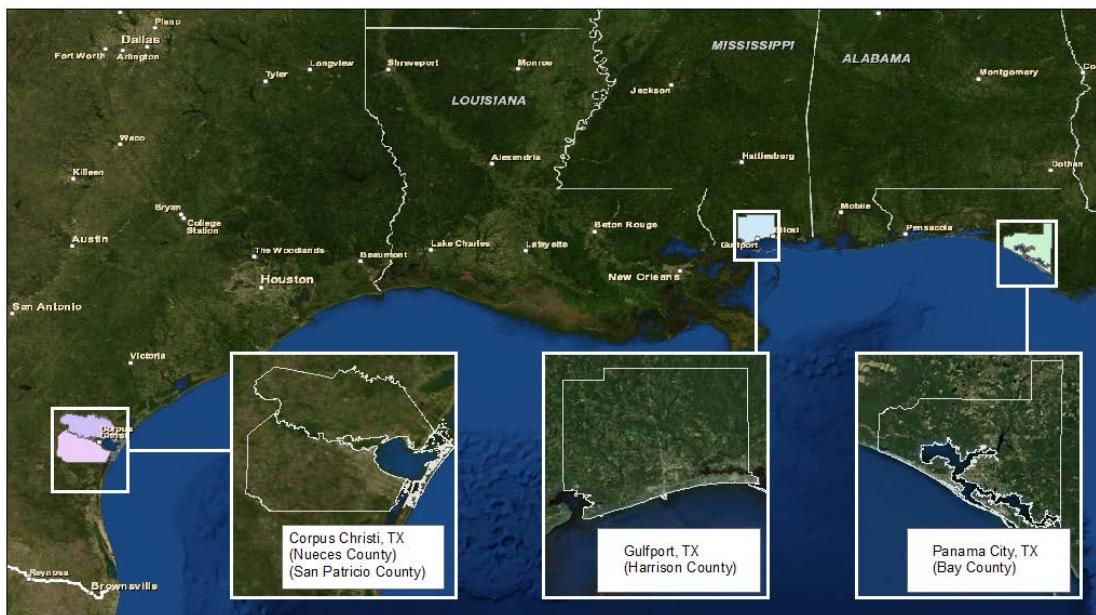 Plano
Dallas
Fort Worth
Arlington
Tyler
Longview
Shreveport
Monroe
MISSISSIPPI
ALABAMA
LOUISIANA
Jackson
Montgomery
Waco
Killeen
Alexandria
Hattiesburg
Dothan
Bryan
College
Station
Austin
The Woodlands
Beaumont
Lake Charles
Lafayette
Baton Rouge
Gulfport
Biloxi
Mobile
Pensacola
Houston
New Orleans
San Antonio
Victoria
Corpus
Christi
Reynosa
Brownsville
Corpus Christi, TX
(Nueces County)
(San Patricio County)
Gulfport, TX
(Harrison County)
Panama City, TX
(Bay County)